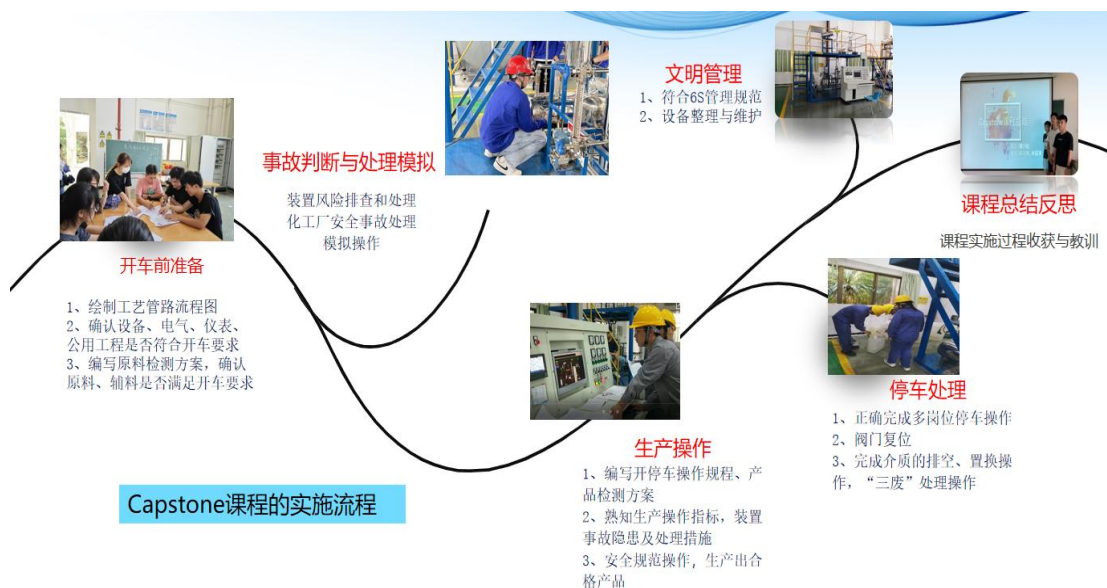 开车前准备
1、绘制工艺管路流程图
2、确认设备、电气、仪表、
公用工程是否符合开车要求
3、编写原料检测方案，确认
原料、辅料是否满足开车要求
事故判断与处理模拟
装置风险排查和处理
化工厂安全事故处理
模拟操作
文明管理
1、符合6S管理规范
2、设备整理与维护
课程总结反思
课程实施过程收获与教训
生产操作
1、编写开停车操作规程、产
品检测方案
2、熟知生产操作指标，装置
事故隐患及处理措施
3、安全规范操作，生产出合
格产品
停车处理
1、正确完成多岗位停车操作
2、阀门复位
3、完成介质的排空、置换操
作，“三废”处理操作
Capstone课程的实施流程